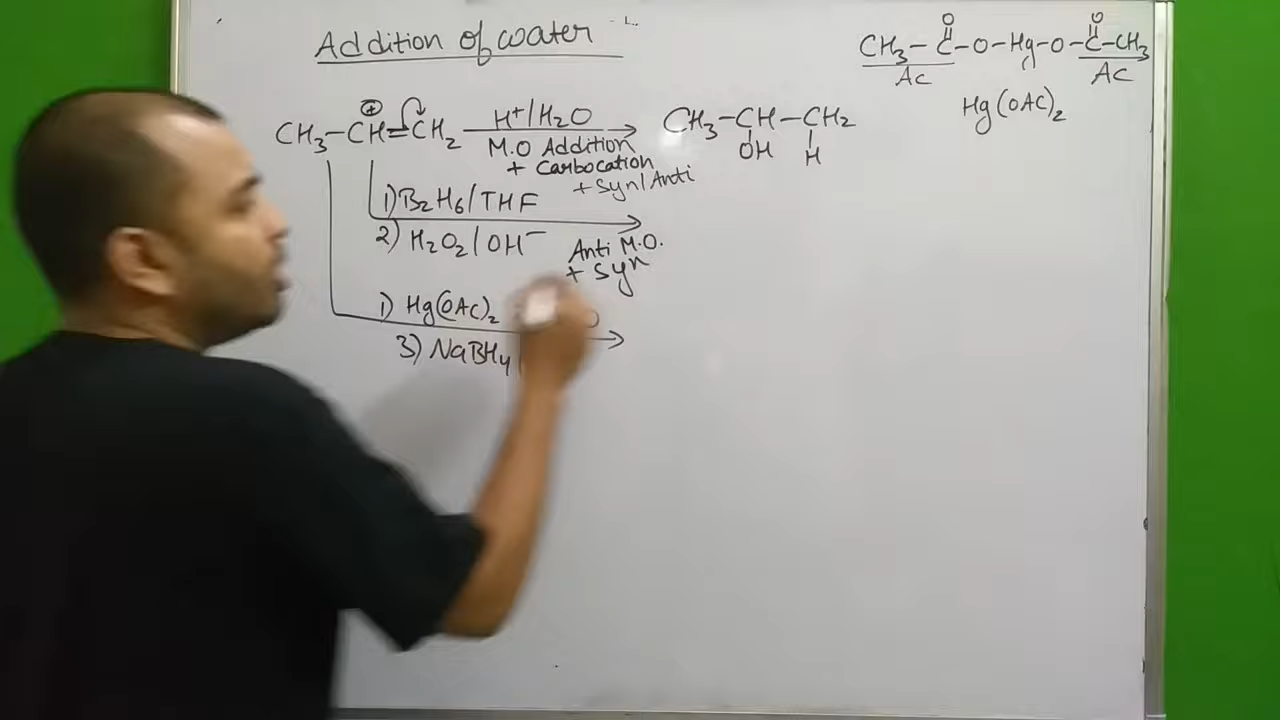 Addition of water
O O
CH3-C-O-Hg-O-C-CH3
Ac Ac
Hg(OAc)2
⊕
CH3-CH=CH2 H+/H2O CH3-CH-CH2
M.O Addition OH H
+ Carbocation
+ Syn/Anti
1) B2H6/THF
2) H2O2/OH−
Anti M.O.
+ Syn
1) Hg(OAc)2
3) NaBH4